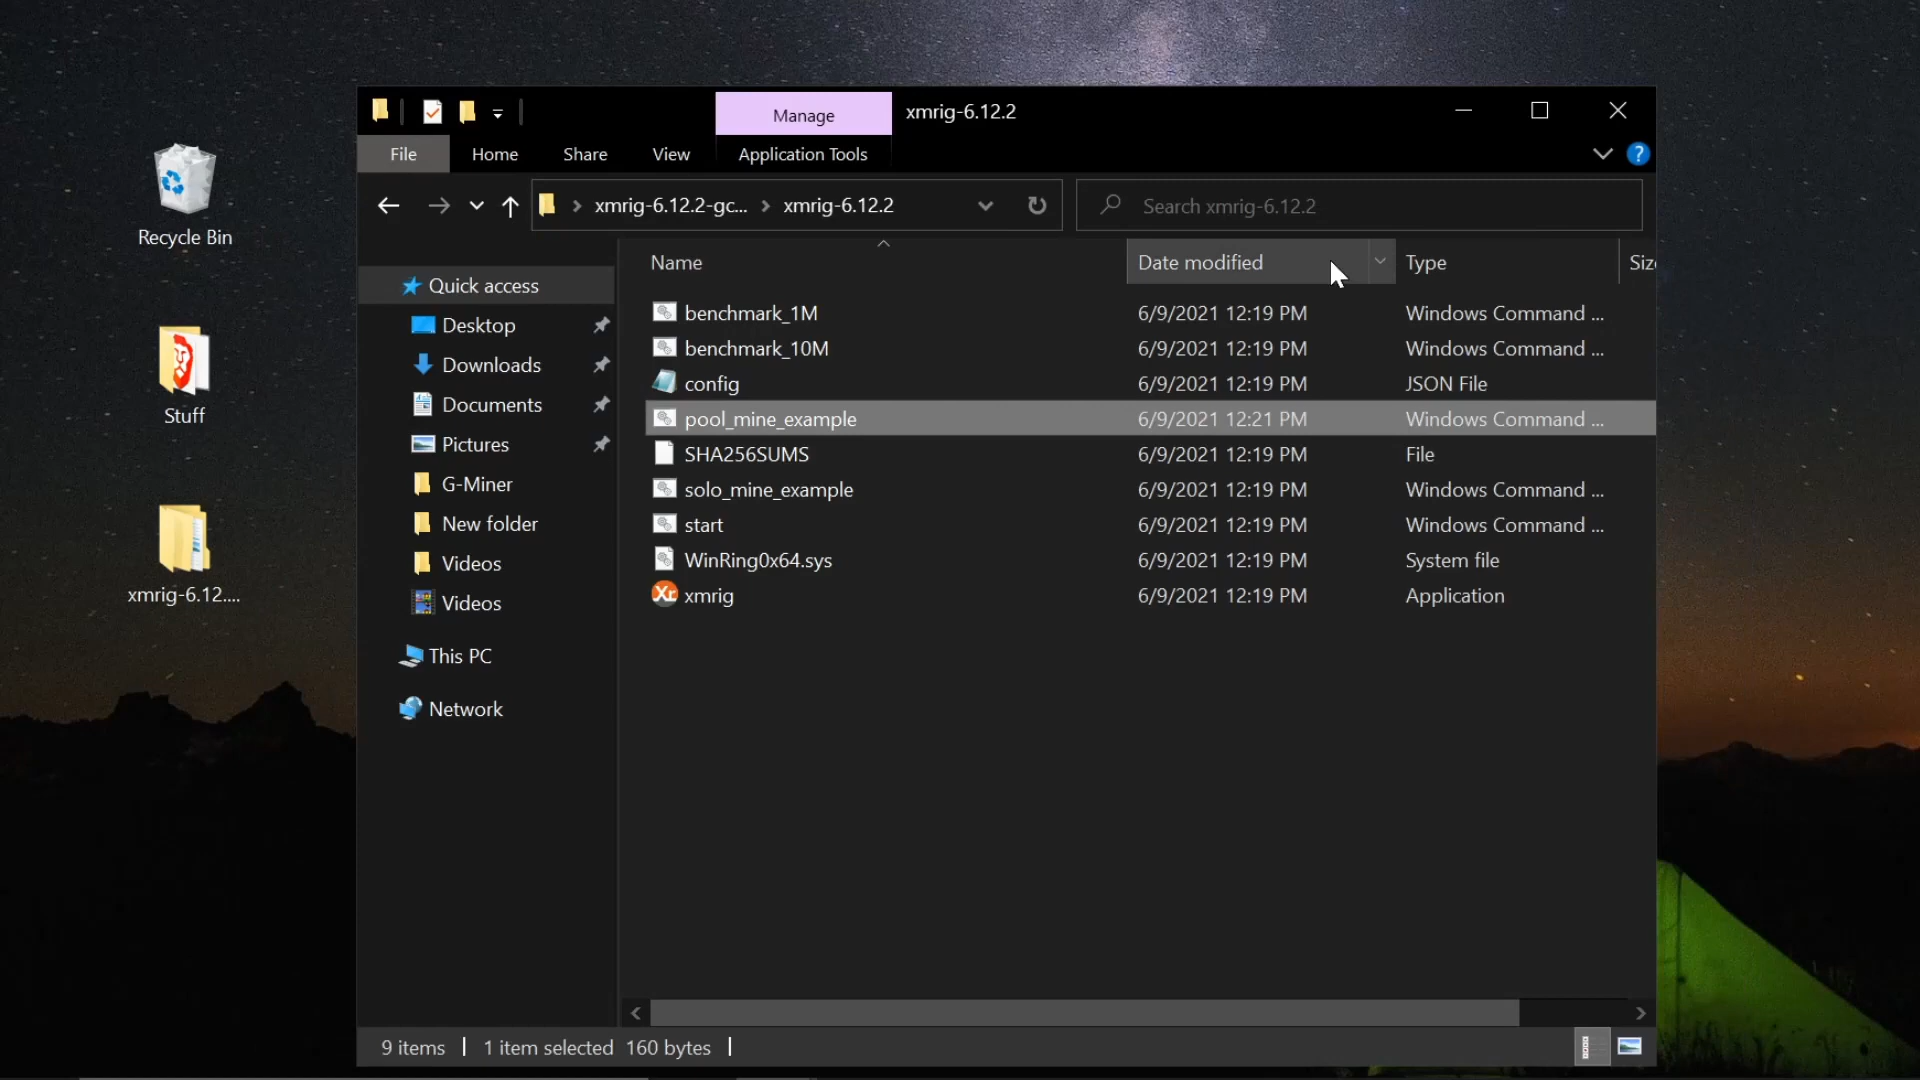 Manage
xmrig-6.12.2
File
Home
Share
View
Application Tools
?
xmrig-6.12.2-gc...
xmrig-6.12.2
Search xmrig-6.12.2
Recycle Bin
Stuff
xmrig-6.12....
Quick access
Desktop
Downloads
Documents
Pictures
G-Miner
New folder
Videos
Videos
This PC
Network
Name Date modified Type Siz
benchmark_1M 6/9/2021 12:19 PM Windows Command ...
benchmark_10M 6/9/2021 12:19 PM Windows Command ...
config 6/9/2021 12:19 PM JSON File
pool_mine_example 6/9/2021 12:21 PM Windows Command ...
SHA256SUMS 6/9/2021 12:19 PM File
solo_mine_example 6/9/2021 12:19 PM Windows Command ...
start 6/9/2021 12:19 PM Windows Command ...
WinRing0x64.sys 6/9/2021 12:19 PM System file
Xr xmrig 6/9/2021 12:19 PM Application
9 items 1 item selected 160 bytes